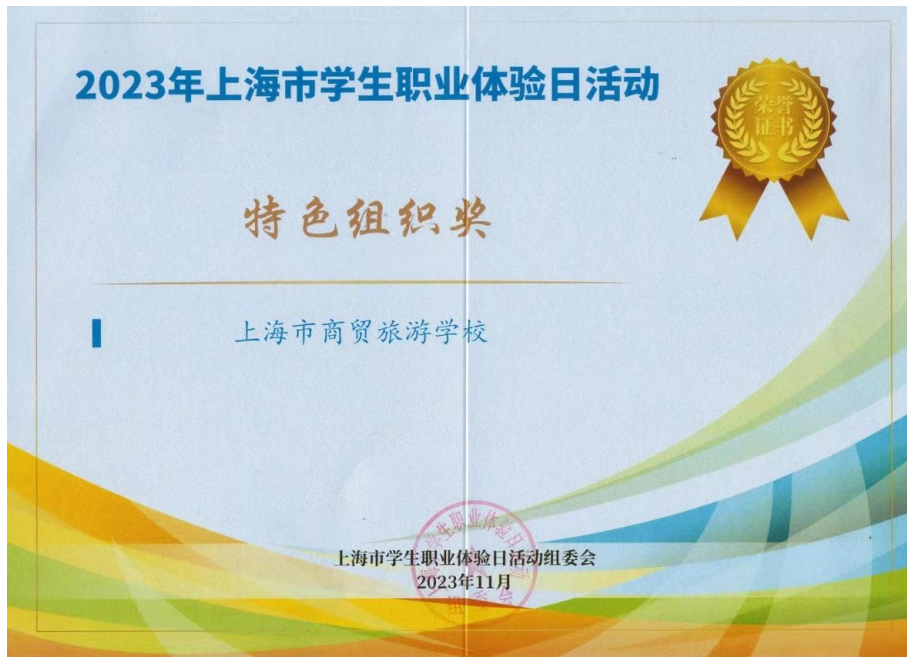 2023年上海市学生职业体验日活动
荣誉
证书
特色组织奖
上海市商贸旅游学校
上海市学生职业体验日活动组委会
2023年11月